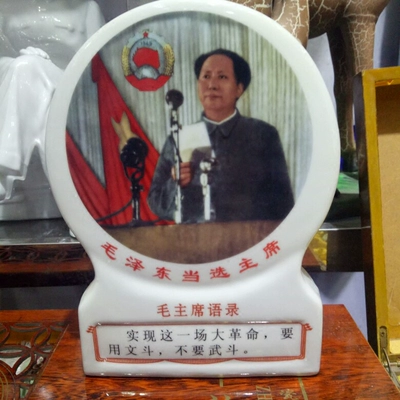 1949
毛泽东当选主席
毛主席语录
实现这一场大革命，要
用文斗，不要武斗。